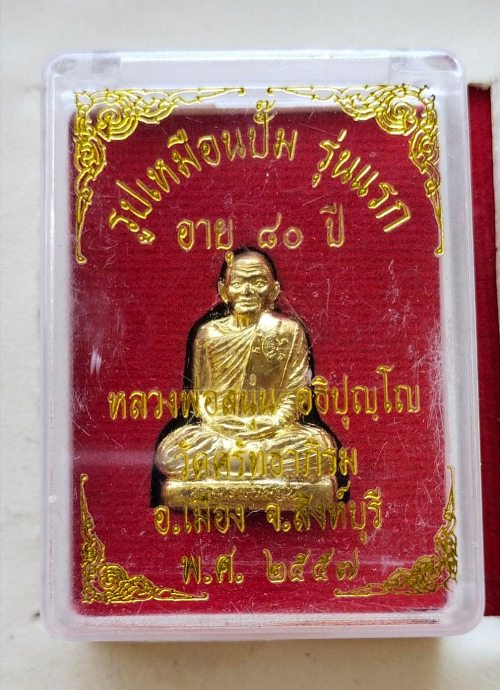 รูปเหมือนปั๊ม รุ่นแรก
อายุ ๘๐ ปี
หลวงพ่อสมุ่น อธิปุญฺโญ
วัดศรัทธาภิรม
อ.เมือง จ.สิงห์บุรี
พ.ศ. ๒๕๕๗